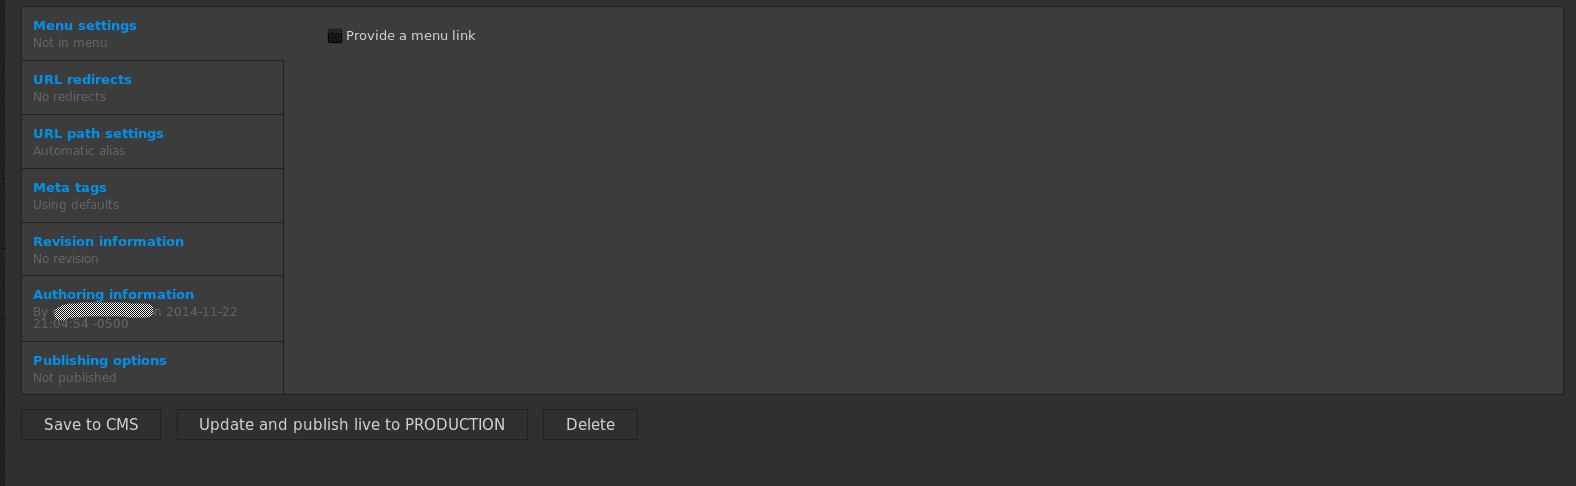 Menu settings
Not in menu
Provide a menu link
URL redirects
No redirects
URL path settings
Automatic alias
Meta tags
Using defaults
Revision information
No revision
Authoring information
By n 2014-11-22
21:04:54 -0500
Publishing options
Not published
Save to CMS
Update and publish live to PRODUCTION
Delete